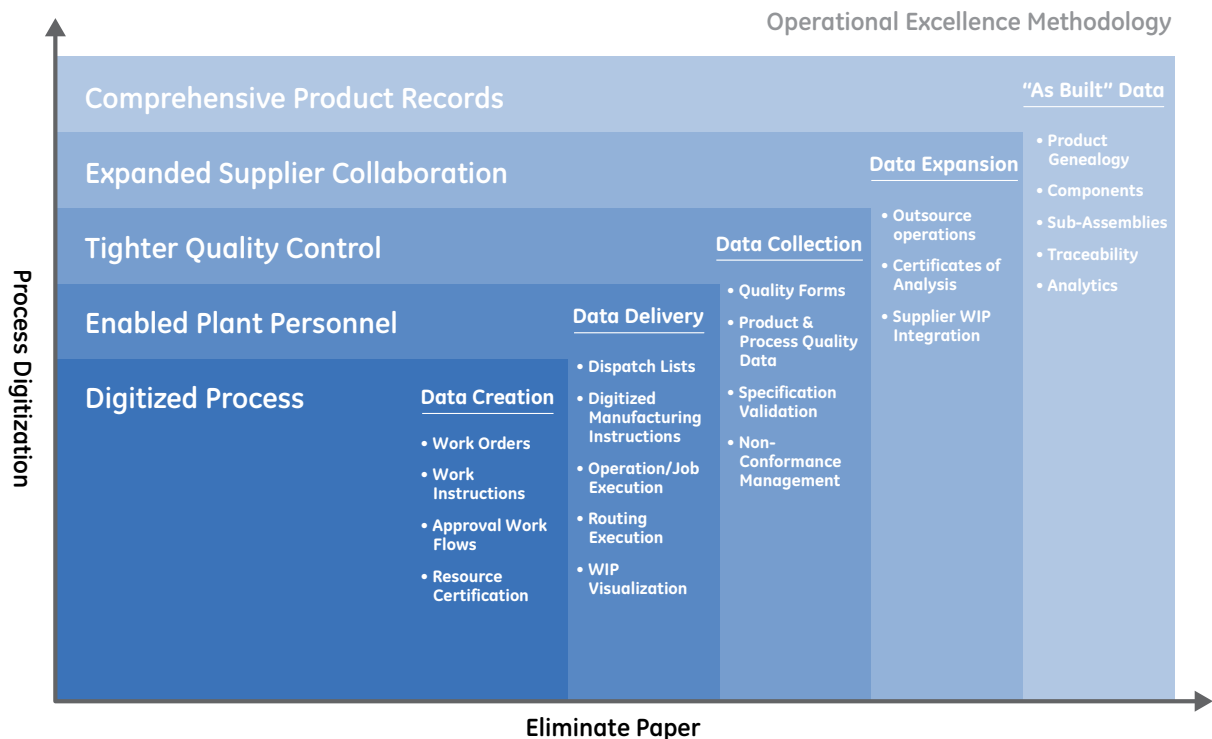 Operational Excellence Methodology
Comprehensive Product Records
Expanded Supplier Collaboration
Tighter Quality Control
Enabled Plant Personnel
Digitized Process
Data Creation
• Work Orders
• Work
Instructions
• Approval Work
Flows
• Resource
Certification
Data Delivery
• Dispatch Lists
• Digitized
Manufacturing
Instructions
• Operation/Job
Execution
• Routing
Execution
• WIP
Visualization
Data Collection
• Quality Forms
• Product &
Process Quality
Data
• Specification
Validation
• Non-
Conformance
Management
Data Expansion
• Outsource
operations
• Certificates of
Analysis
• Supplier WIP
Integration
“As Built” Data
• Product
Genealogy
• Components
• Sub-Assemblies
• Traceability
• Analytics
Process Digitization
Eliminate Paper